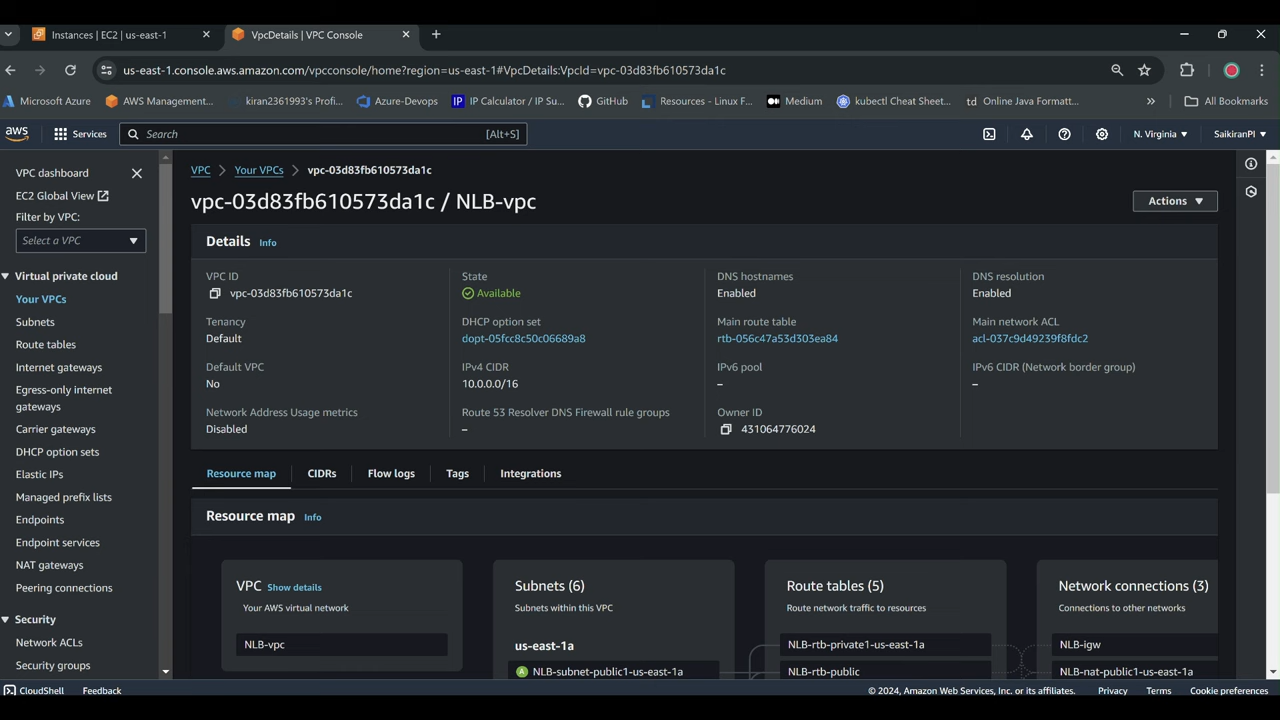 Instances | EC2 | us-east-1
VpcDetails | VPC Console
us-east-1.console.aws.amazon.com/vpcconsole/home?region=us-east-1#VpcDetails:VpcId=vpc-03d83fb610573da1c
Microsoft Azure
AWS Management...
kiran2361993's Profi...
Azure-Devops
IP
IP Calculator / IP Su...
GitHub
Resources - Linux F...
Medium
kubectl Cheat Sheet...
td Online Java Formatt...
All Bookmarks
aws
Services
Search
[Alt+S]
N. Virginia
SaikiranPI
VPC dashboard
EC2 Global View
Filter by VPC:
Select a VPC
Virtual private cloud
Your VPCs
Subnets
Route tables
Internet gateways
Egress-only internet
gateways
Carrier gateways
DHCP option sets
Elastic IPs
Managed prefix lists
Endpoints
Endpoint services
NAT gateways
Peering connections
Security
Network ACLs
Security groups
VPC
Your VPCs
vpc-03d83fb610573da1c
vpc-03d83fb610573da1c / NLB-vpc
Actions
Details Info
VPC ID
vpc-03d83fb610573da1c
State
Available
DNS hostnames
Enabled
DNS resolution
Enabled
Tenancy
Default
DHCP option set
dopt-05fcc8c50c06689a8
Main route table
rtb-056c47a53d303ea84
Main network ACL
acl-037c9d49239f8fdc2
Default VPC
No
IPv4 CIDR
10.0.0.0/16
IPv6 pool
–
IPv6 CIDR (Network border group)
–
Network Address Usage metrics
Disabled
Route 53 Resolver DNS Firewall rule groups
–
Owner ID
431064776024
Resource map
CIDRs
Flow logs
Tags
Integrations
Resource map Info
VPC Show details
Your AWS virtual network
NLB-vpc
Subnets (6)
Subnets within this VPC
us-east-1a
A NLB-subnet-public1-us-east-1a
Route tables (5)
Route network traffic to resources
NLB-rtb-private1-us-east-1a
NLB-rtb-public
Network connections (3)
Connections to other networks
NLB-igw
NLB-nat-public1-us-east-1a
CloudShell
Feedback
© 2024, Amazon Web Services, Inc. or its affiliates.
Privacy
Terms
Cookie preferences